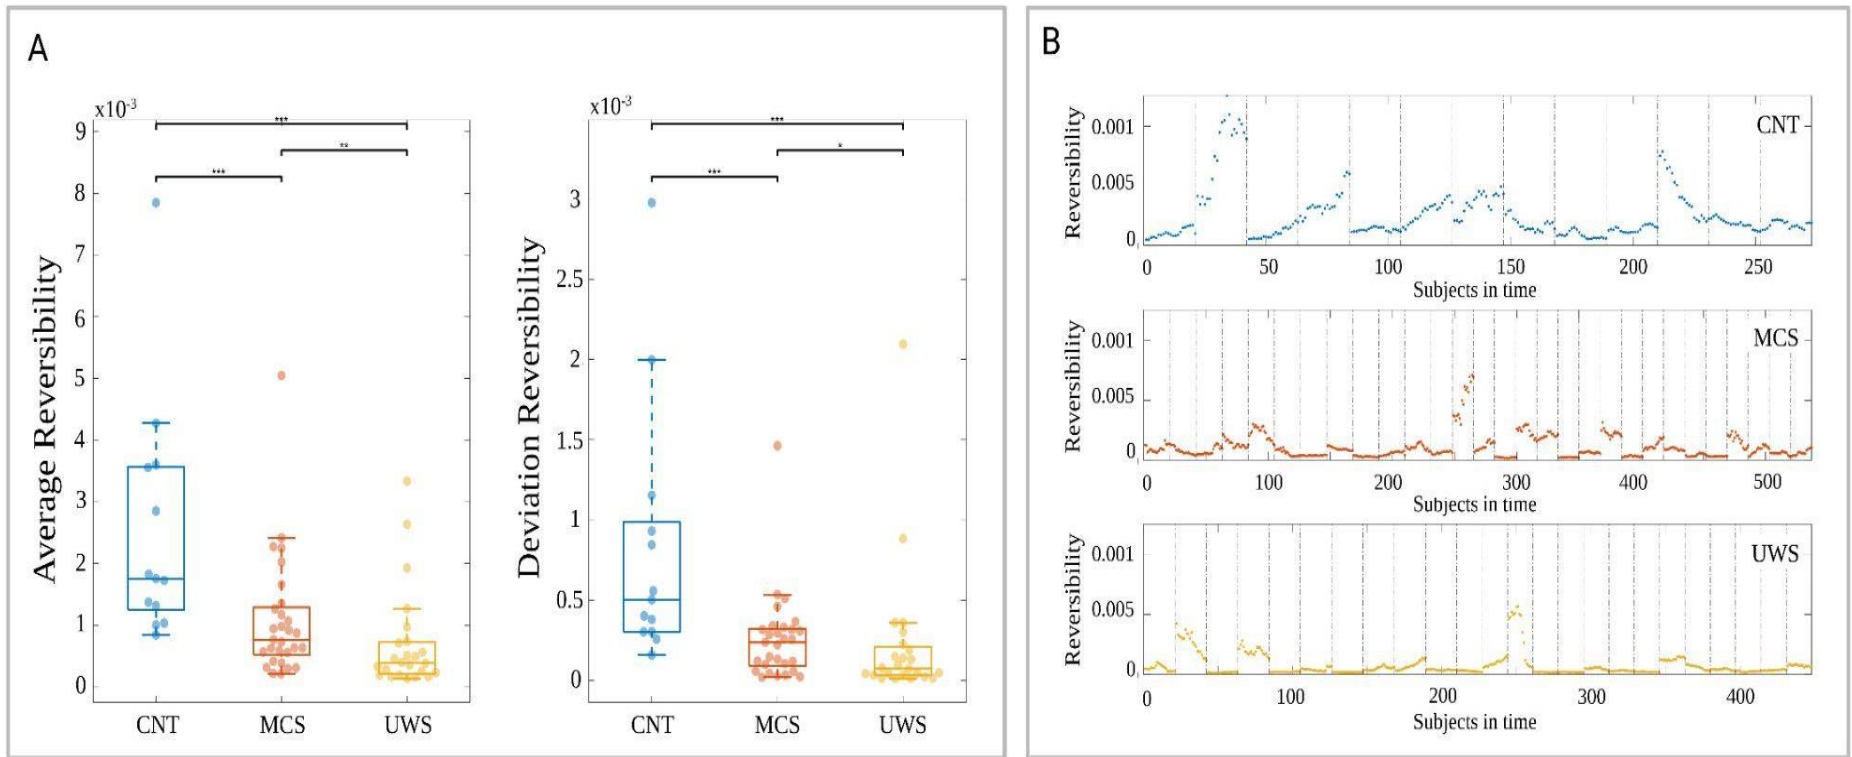 A
x10-3
Average Reversibility
9
8
7
6
5
4
3
2
1
0
***
**
***
CNT MCS UWS
x10-3
Deviation Reversibility
3
2.5
2
1.5
1
0.5
0
***
*
***
CNT MCS UWS
B
Reversibility
0.001
0.005
0
CNT
0 50 100 150 200 250
Subjects in time
Reversibility
0.001
0.005
0
MCS
0 100 200 300 400 500
Subjects in time
Reversibility
0.001
0.005
0
UWS
0 100 200 300 400
Subjects in time